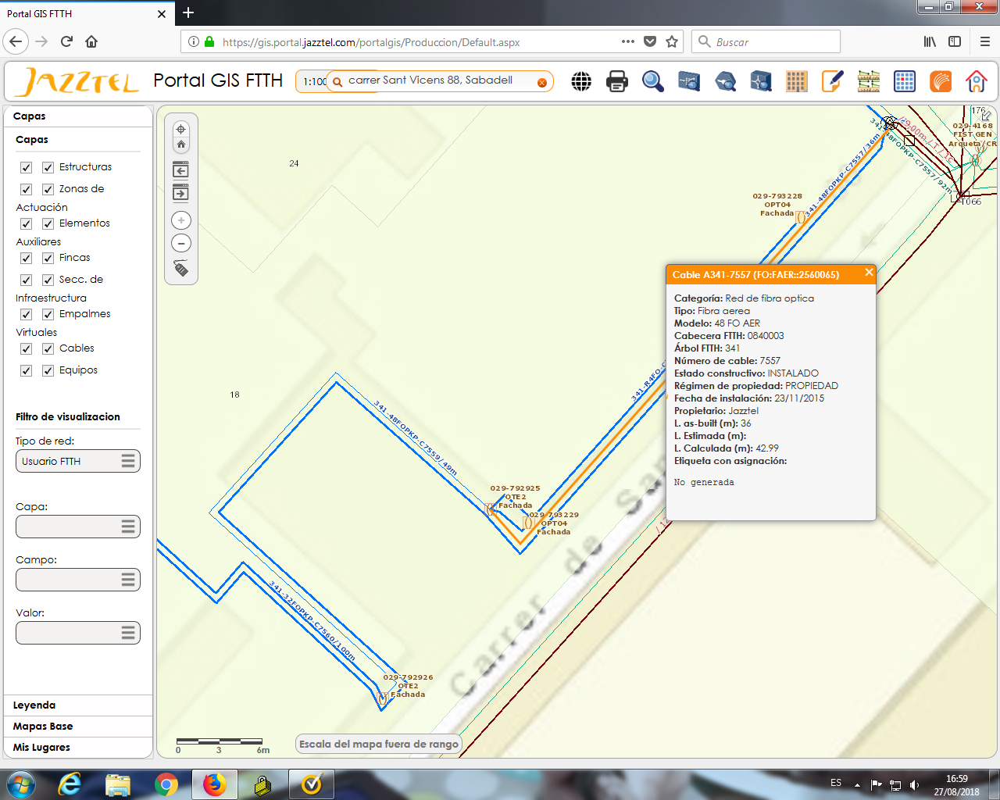 Portal GIS FTTH
https://gis.portal.jazztel.com/portalgis/Produccion/Default.aspx
Buscar
JAZZTEL
Portal GIS FTTH
1:100
carrer Sant Vicens 88, Sabadell
Capas
Capas
Estructuras
Zonas de
Actuación
Elementos
Auxiliares
Fincas
Secc. de
Infraestructura
Empalmes
Virtuales
Cables
Equipos
Filtro de visualizacion
Tipo de red:
Usuario FTTH
Capa:
Campo:
Valor:
Leyenda
Mapas Base
Mis Lugares
24
18
176
029-4168
FIST GEN
Arqueta/CR
/79.00m./T./1c
341-48FOPKP-C7557/92m
341-48FOPKP-C7557/36m
T066
029-793228
OPT04
Fachada
341-R4FO-C
341-48FOPKP-C7559/49m
029-792925
OTE2
Fachada
029-793229
OPT04
Fachada
341-32FOPKP-C7560/100m
029-792926
OTE2
Fachada
Carrer de San
/12
Cable A341-7557 (FO:FAER::2560065)
Categoría: Red de fibra optica
Tipo: Fibra aerea
Modelo: 48 FO AER
Cabecera FTTH: 0840003
Árbol FTTH: 341
Número de cable: 7557
Estado constructivo: INSTALADO
Régimen de propiedad: PROPIEDAD
Fecha de instalación: 23/11/2015
Propietario: Jazztel
L. as-built (m): 36
L. Estimada (m):
L. Calculada (m): 42.99
Etiqueta con asignación:
No generada
0 3 6m
Escala del mapa fuera de rango
ES
16:59
27/08/2018